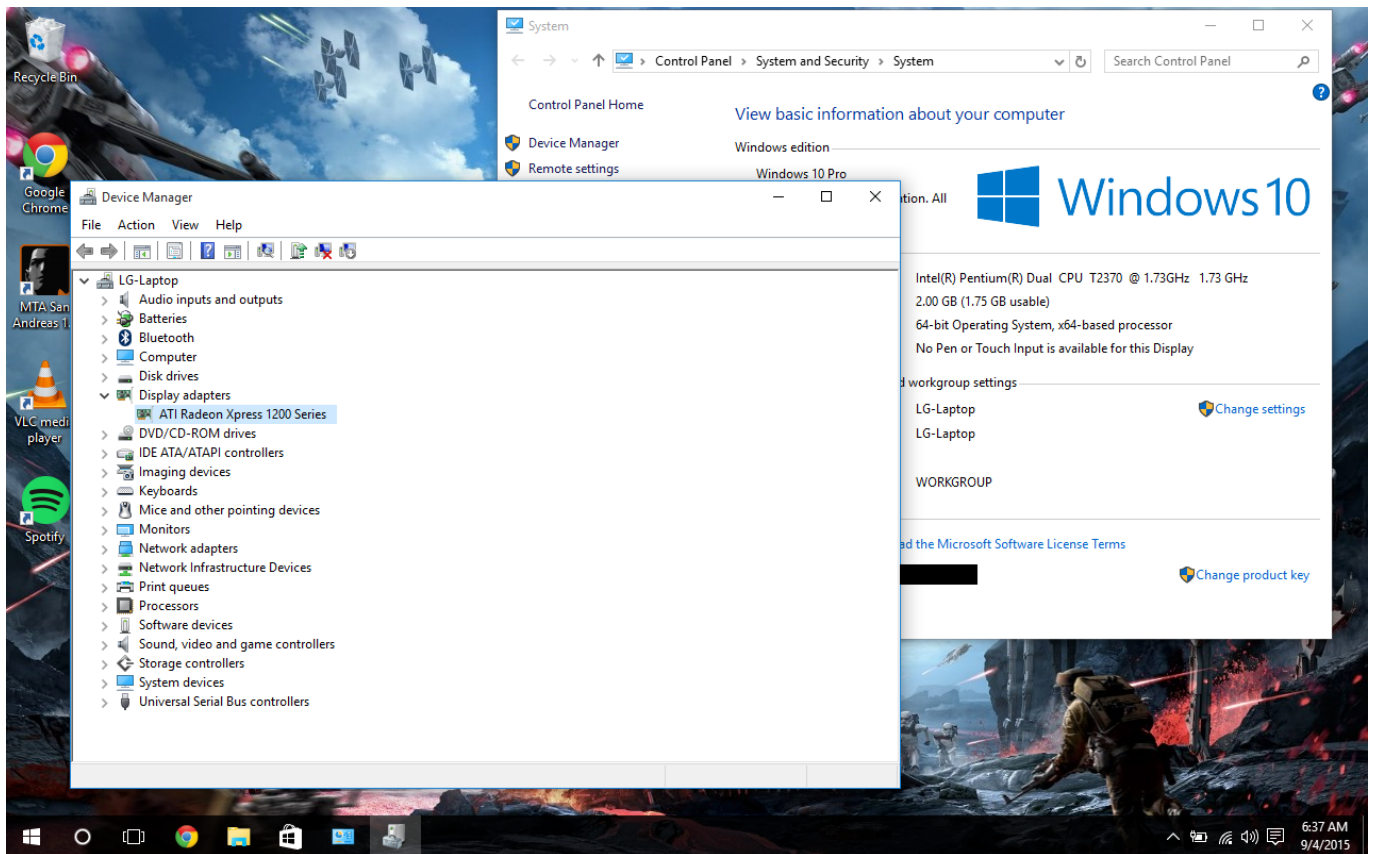 Recycle Bin
Google
Chrome
MTA San
Andreas 1.
VLC medi
player
Spotify
System
Control Panel > System and Security > System
Search Control Panel
Control Panel Home
Device Manager
Remote settings
View basic information about your computer
Windows edition
Windows 10 Pro
tion. All
Windows 10
Intel(R) Pentium(R) Dual CPU T2370 @ 1.73GHz 1.73 GHz
2.00 GB (1.75 GB usable)
64-bit Operating System, x64-based processor
No Pen or Touch Input is available for this Display
d workgroup settings
LG-Laptop
Change settings
LG-Laptop
WORKGROUP
ad the Microsoft Software License Terms
Change product key
Device Manager
File Action View Help
LG-Laptop
Audio inputs and outputs
Batteries
Bluetooth
Computer
Disk drives
Display adapters
ATI Radeon Xpress 1200 Series
DVD/CD-ROM drives
IDE ATA/ATAPI controllers
Imaging devices
Keyboards
Mice and other pointing devices
Monitors
Network adapters
Network Infrastructure Devices
Print queues
Processors
Software devices
Sound, video and game controllers
Storage controllers
System devices
Universal Serial Bus controllers
6:37 AM
9/4/2015